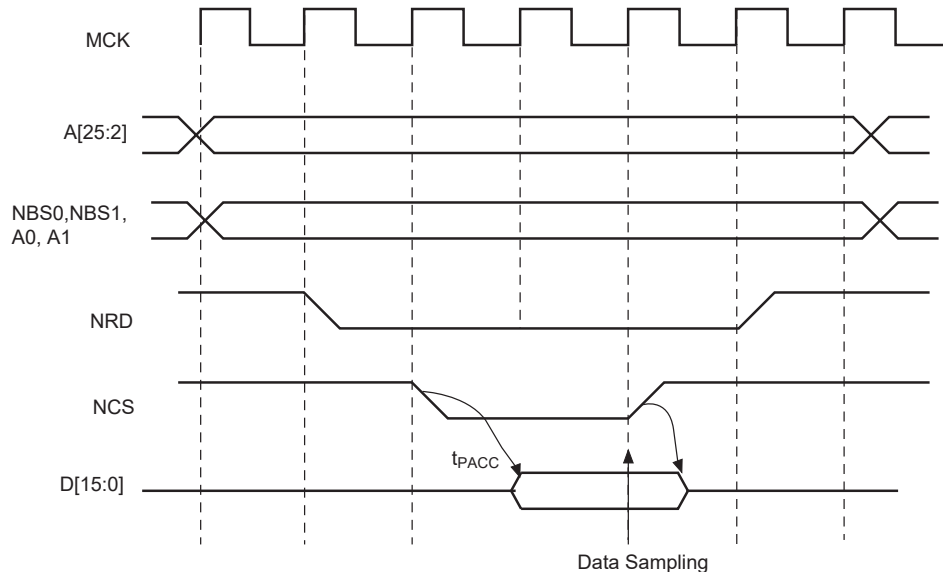 MCK
A[25:2]
NBS0,NBS1,
A0, A1
NRD
NCS
tPACC
D[15:0]
Data Sampling